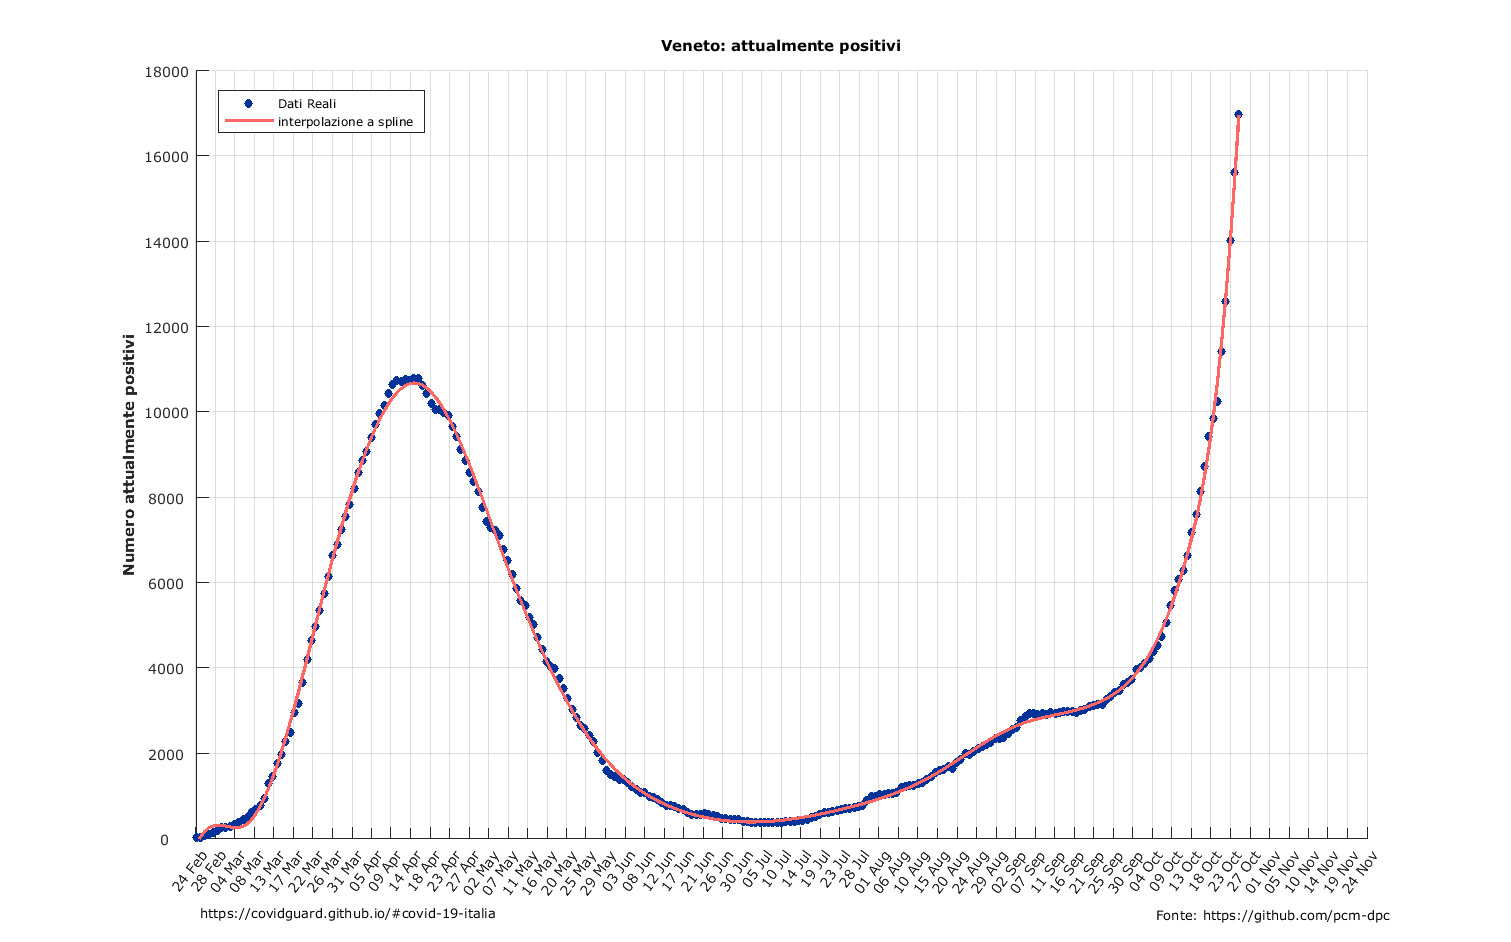 Veneto: attualmente positivi
Dati Reali
interpolazione a spline
Numero attualmente positivi
18000
16000
14000
12000
10000
8000
6000
4000
2000
0
24 Feb
28 Feb
04 Mar
08 Mar
13 Mar
17 Mar
22 Mar
26 Mar
31 Mar
05 Apr
09 Apr
14 Apr
18 Apr
23 Apr
27 Apr
02 May
07 May
11 May
16 May
20 May
25 May
29 May
03 Jun
08 Jun
12 Jun
17 Jun
21 Jun
26 Jun
30 Jun
05 Jul
10 Jul
14 Jul
19 Jul
23 Jul
28 Jul
01 Aug
06 Aug
10 Aug
15 Aug
20 Aug
24 Aug
29 Aug
02 Sep
07 Sep
11 Sep
16 Sep
21 Sep
25 Sep
30 Sep
04 Oct
09 Oct
13 Oct
18 Oct
23 Oct
27 Oct
01 Nov
05 Nov
10 Nov
14 Nov
19 Nov
24 Nov
https://covidguard.github.io/#covid-19-italia
Fonte: https://github.com/pcm-dpc